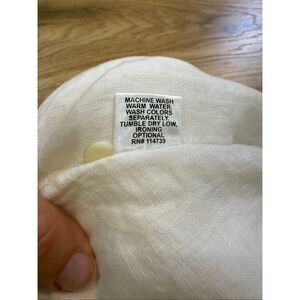 MACHINE WASH
WARM WATER.
WASH COLORS
SEPARATELY,
TUMBLE DRY LOW,
IRONING
OPTIONAL
RN# 114739